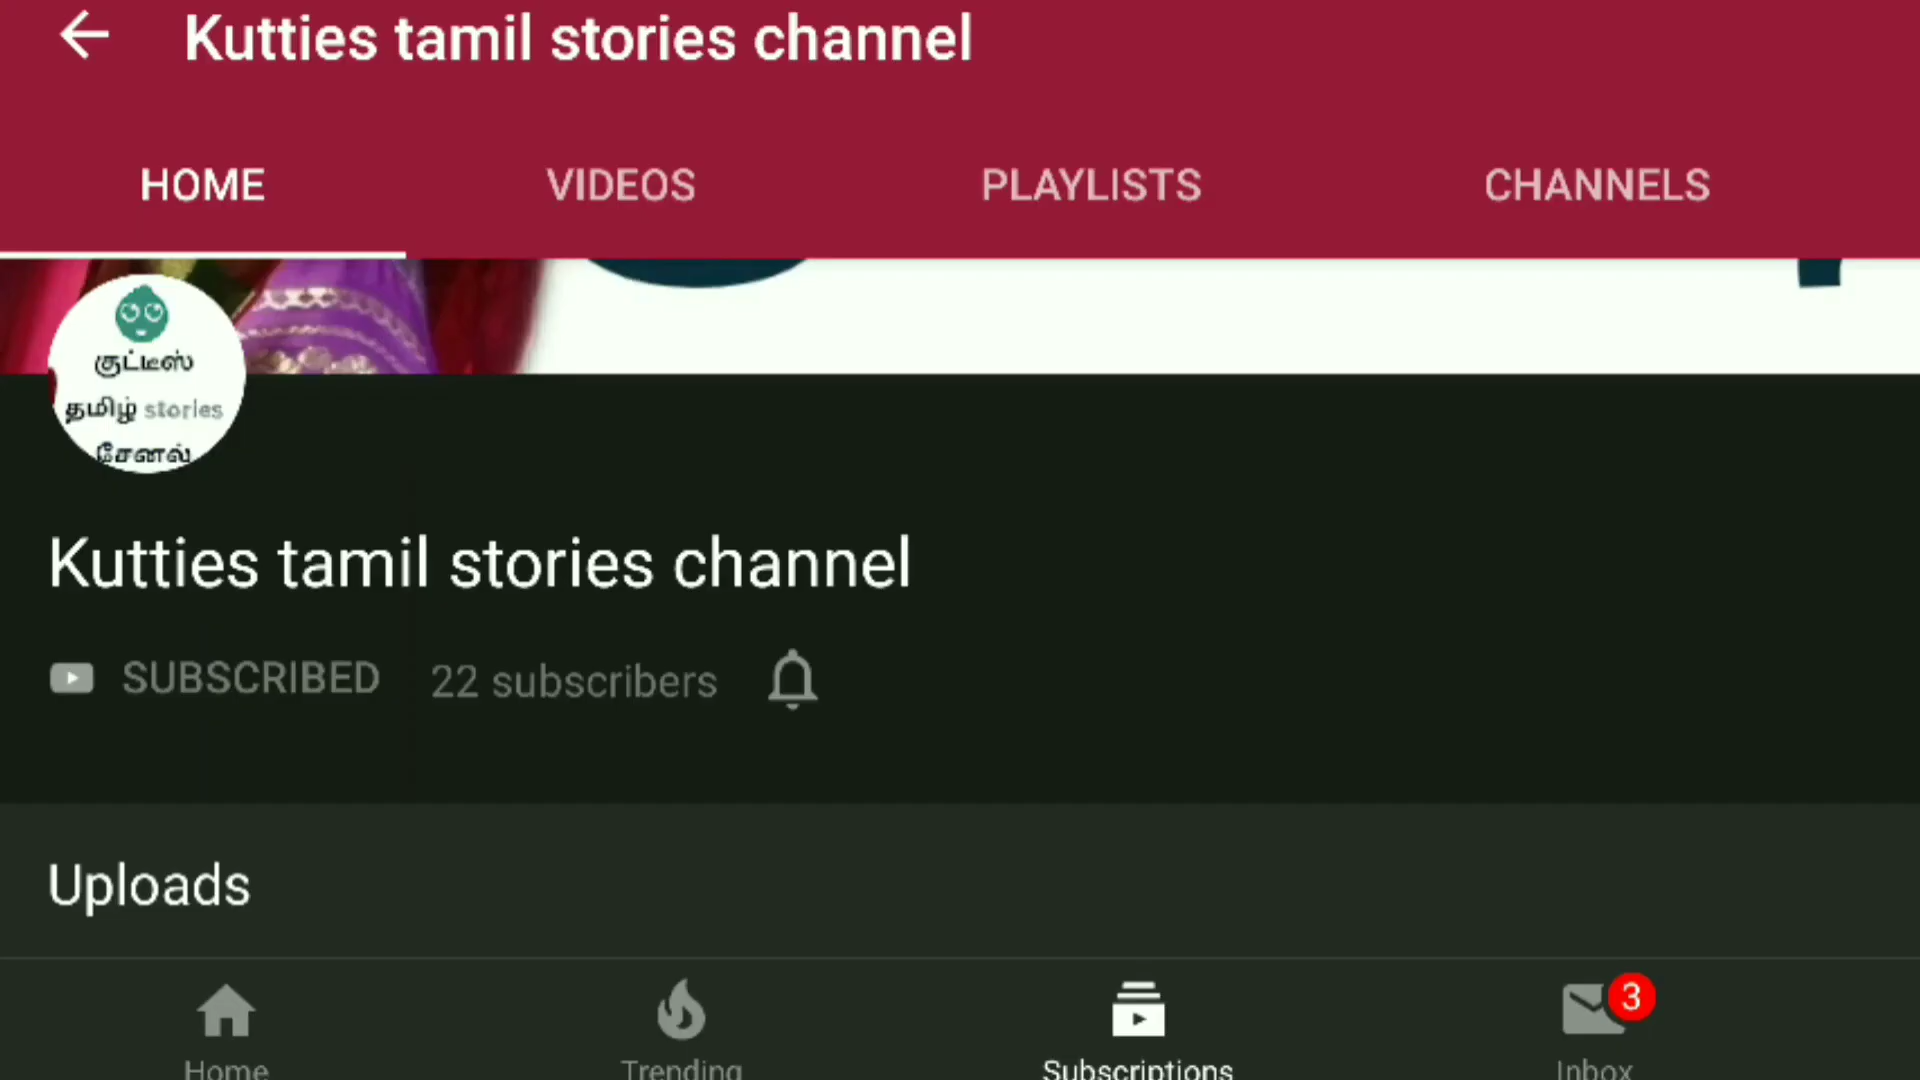 Kutties tamil stories channel
HOME VIDEOS PLAYLISTS CHANNELS
குட்டீஸ்
தமிழ் stories
சேனல்
Kutties tamil stories channel
SUBSCRIBED 22 subscribers
Uploads
3
Home Trending Subscriptions Inbox